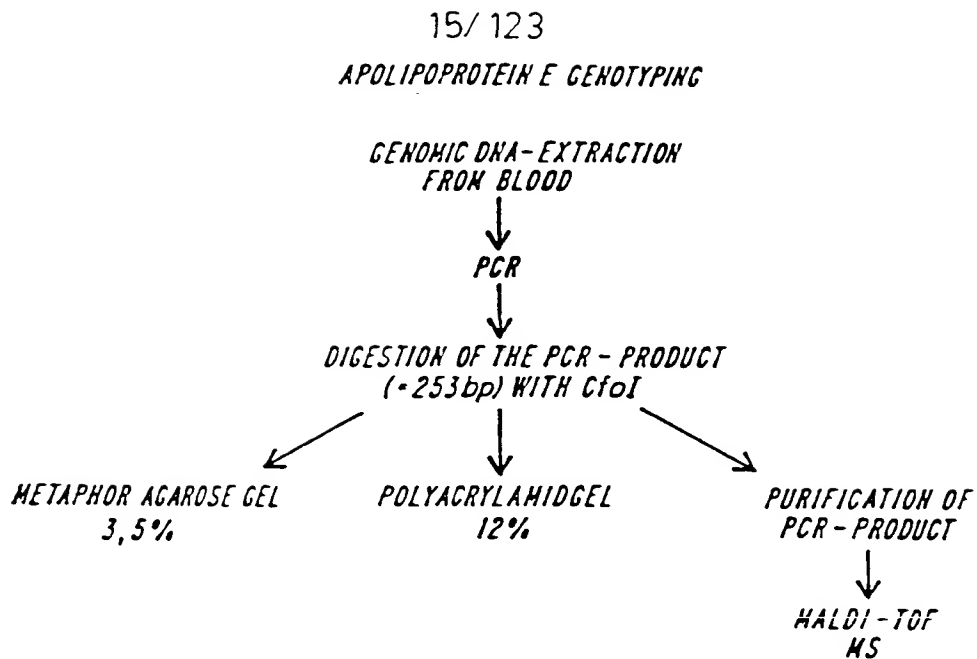 15/123
APOLIPOPROTEIN E GENOTYPING
GENOMIC DNA-EXTRACTION
FROM BLOOD
PCR
DIGESTION OF THE PCR-PRODUCT
(=253bp) WITH CfoI
METAPHOR AGAROSE GEL
3,5%
POLYACRYLAMIDGEL
12%
PURIFICATION OF
PCR-PRODUCT
MALDI-TOF
MS